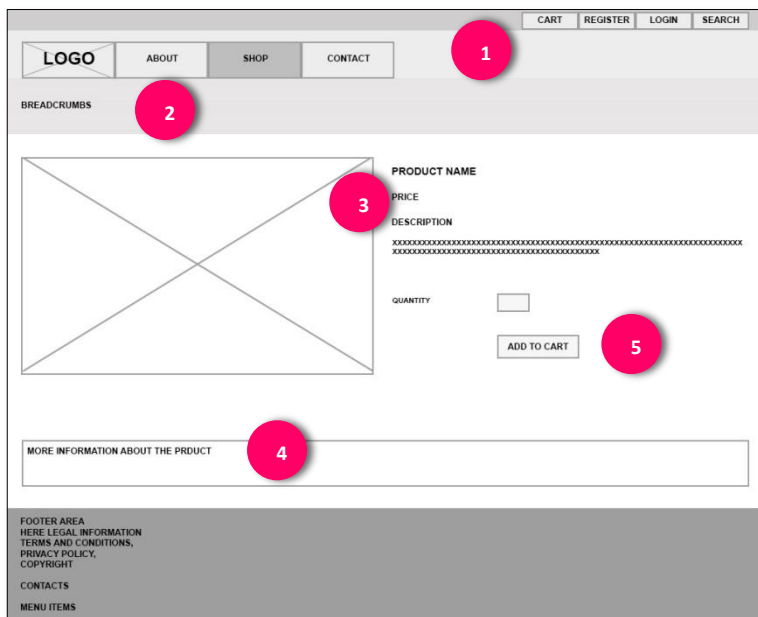 CART REGISTER LOGIN SEARCH
1
LOGO ABOUT SHOP CONTACT
BREADCRUMBS
2
PRODUCT NAME
3
PRICE
DESCRIPTION
xxxxxxxxxxxxxxxxxxxxxxxxxxxxxxxxxxxxxxxxxxxxxxxxxxxxxxxxxxxxxxxxxxxxxx
xxxxxxxxxxxxxxxxxxxxxxxxxxxxxxxxxxxxxxxxx
QUANTITY
ADD TO CART
5
MORE INFORMATION ABOUT THE PRDUCT
4
FOOTER AREA
HERE LEGAL INFORMATION
TERMS AND CONDITIONS,
PRIVACY POLICY,
COPYRIGHT
CONTACTS
MENU ITEMS